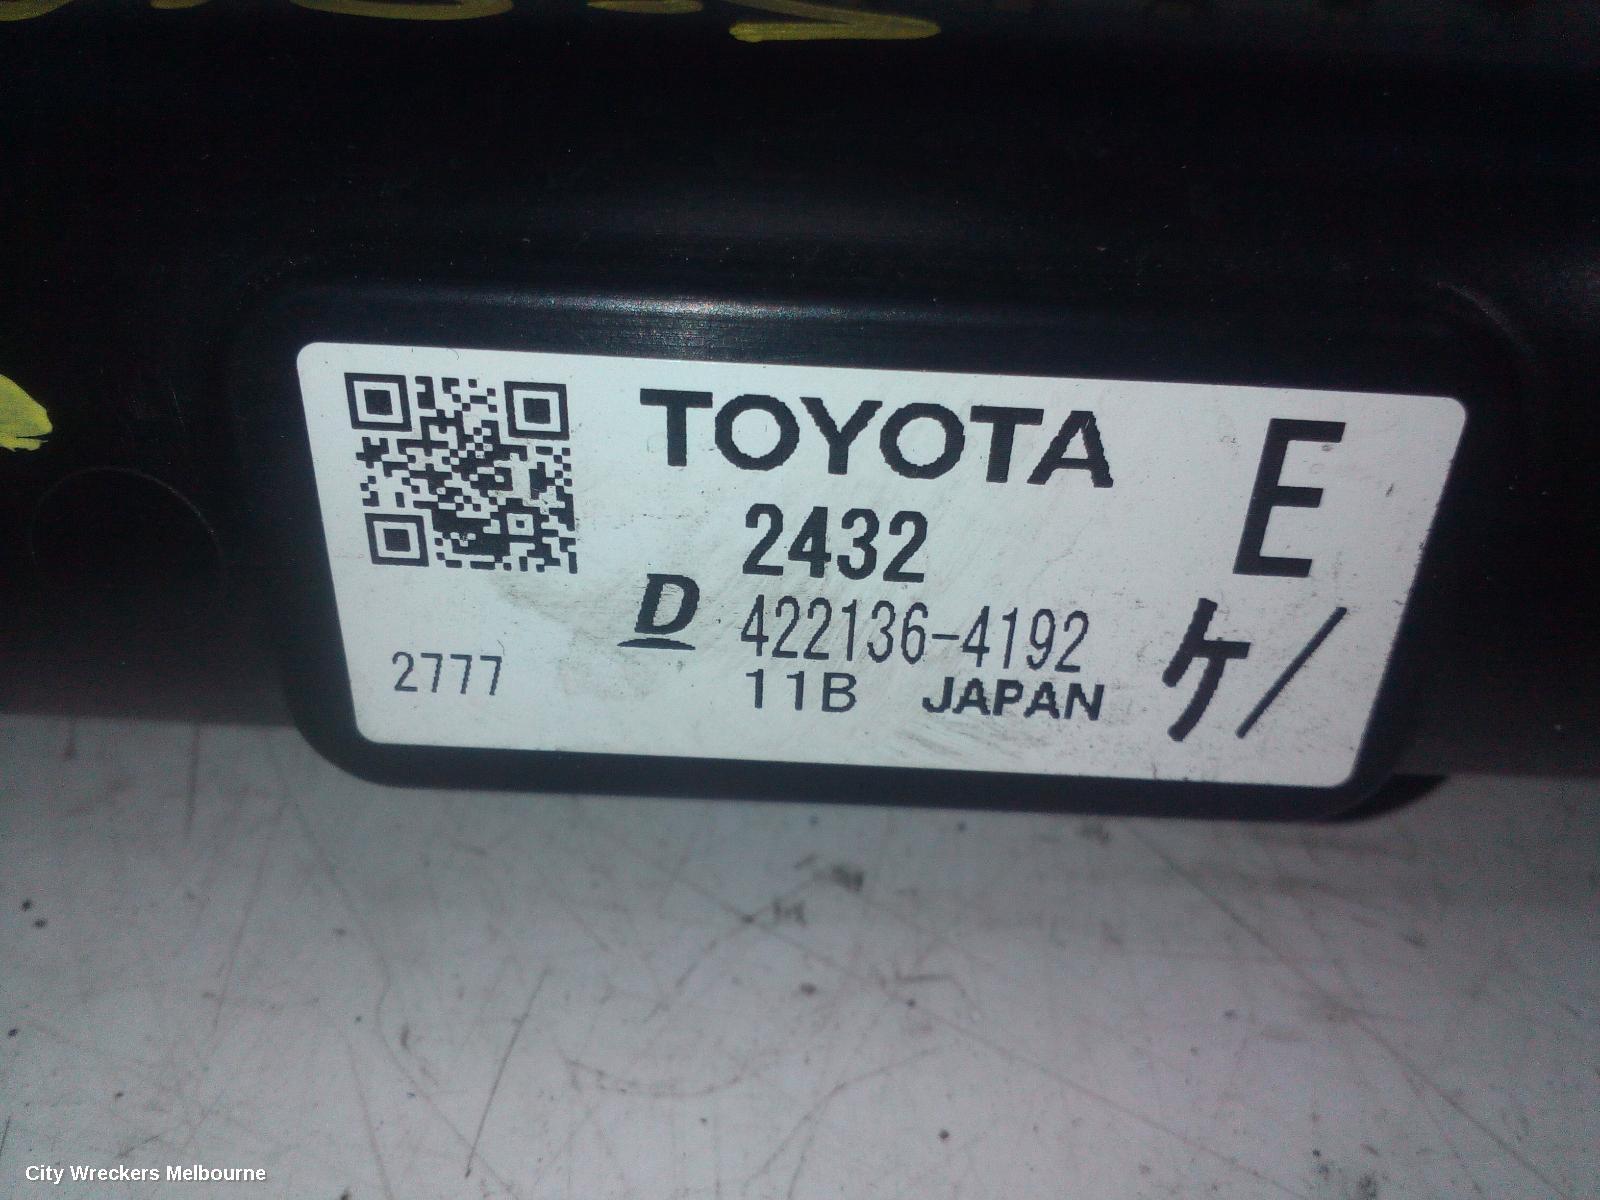 TOYOTA
E
2432
D 422136-4192
ケ/
2777
11B JAPAN
City Wreckers Melbourne